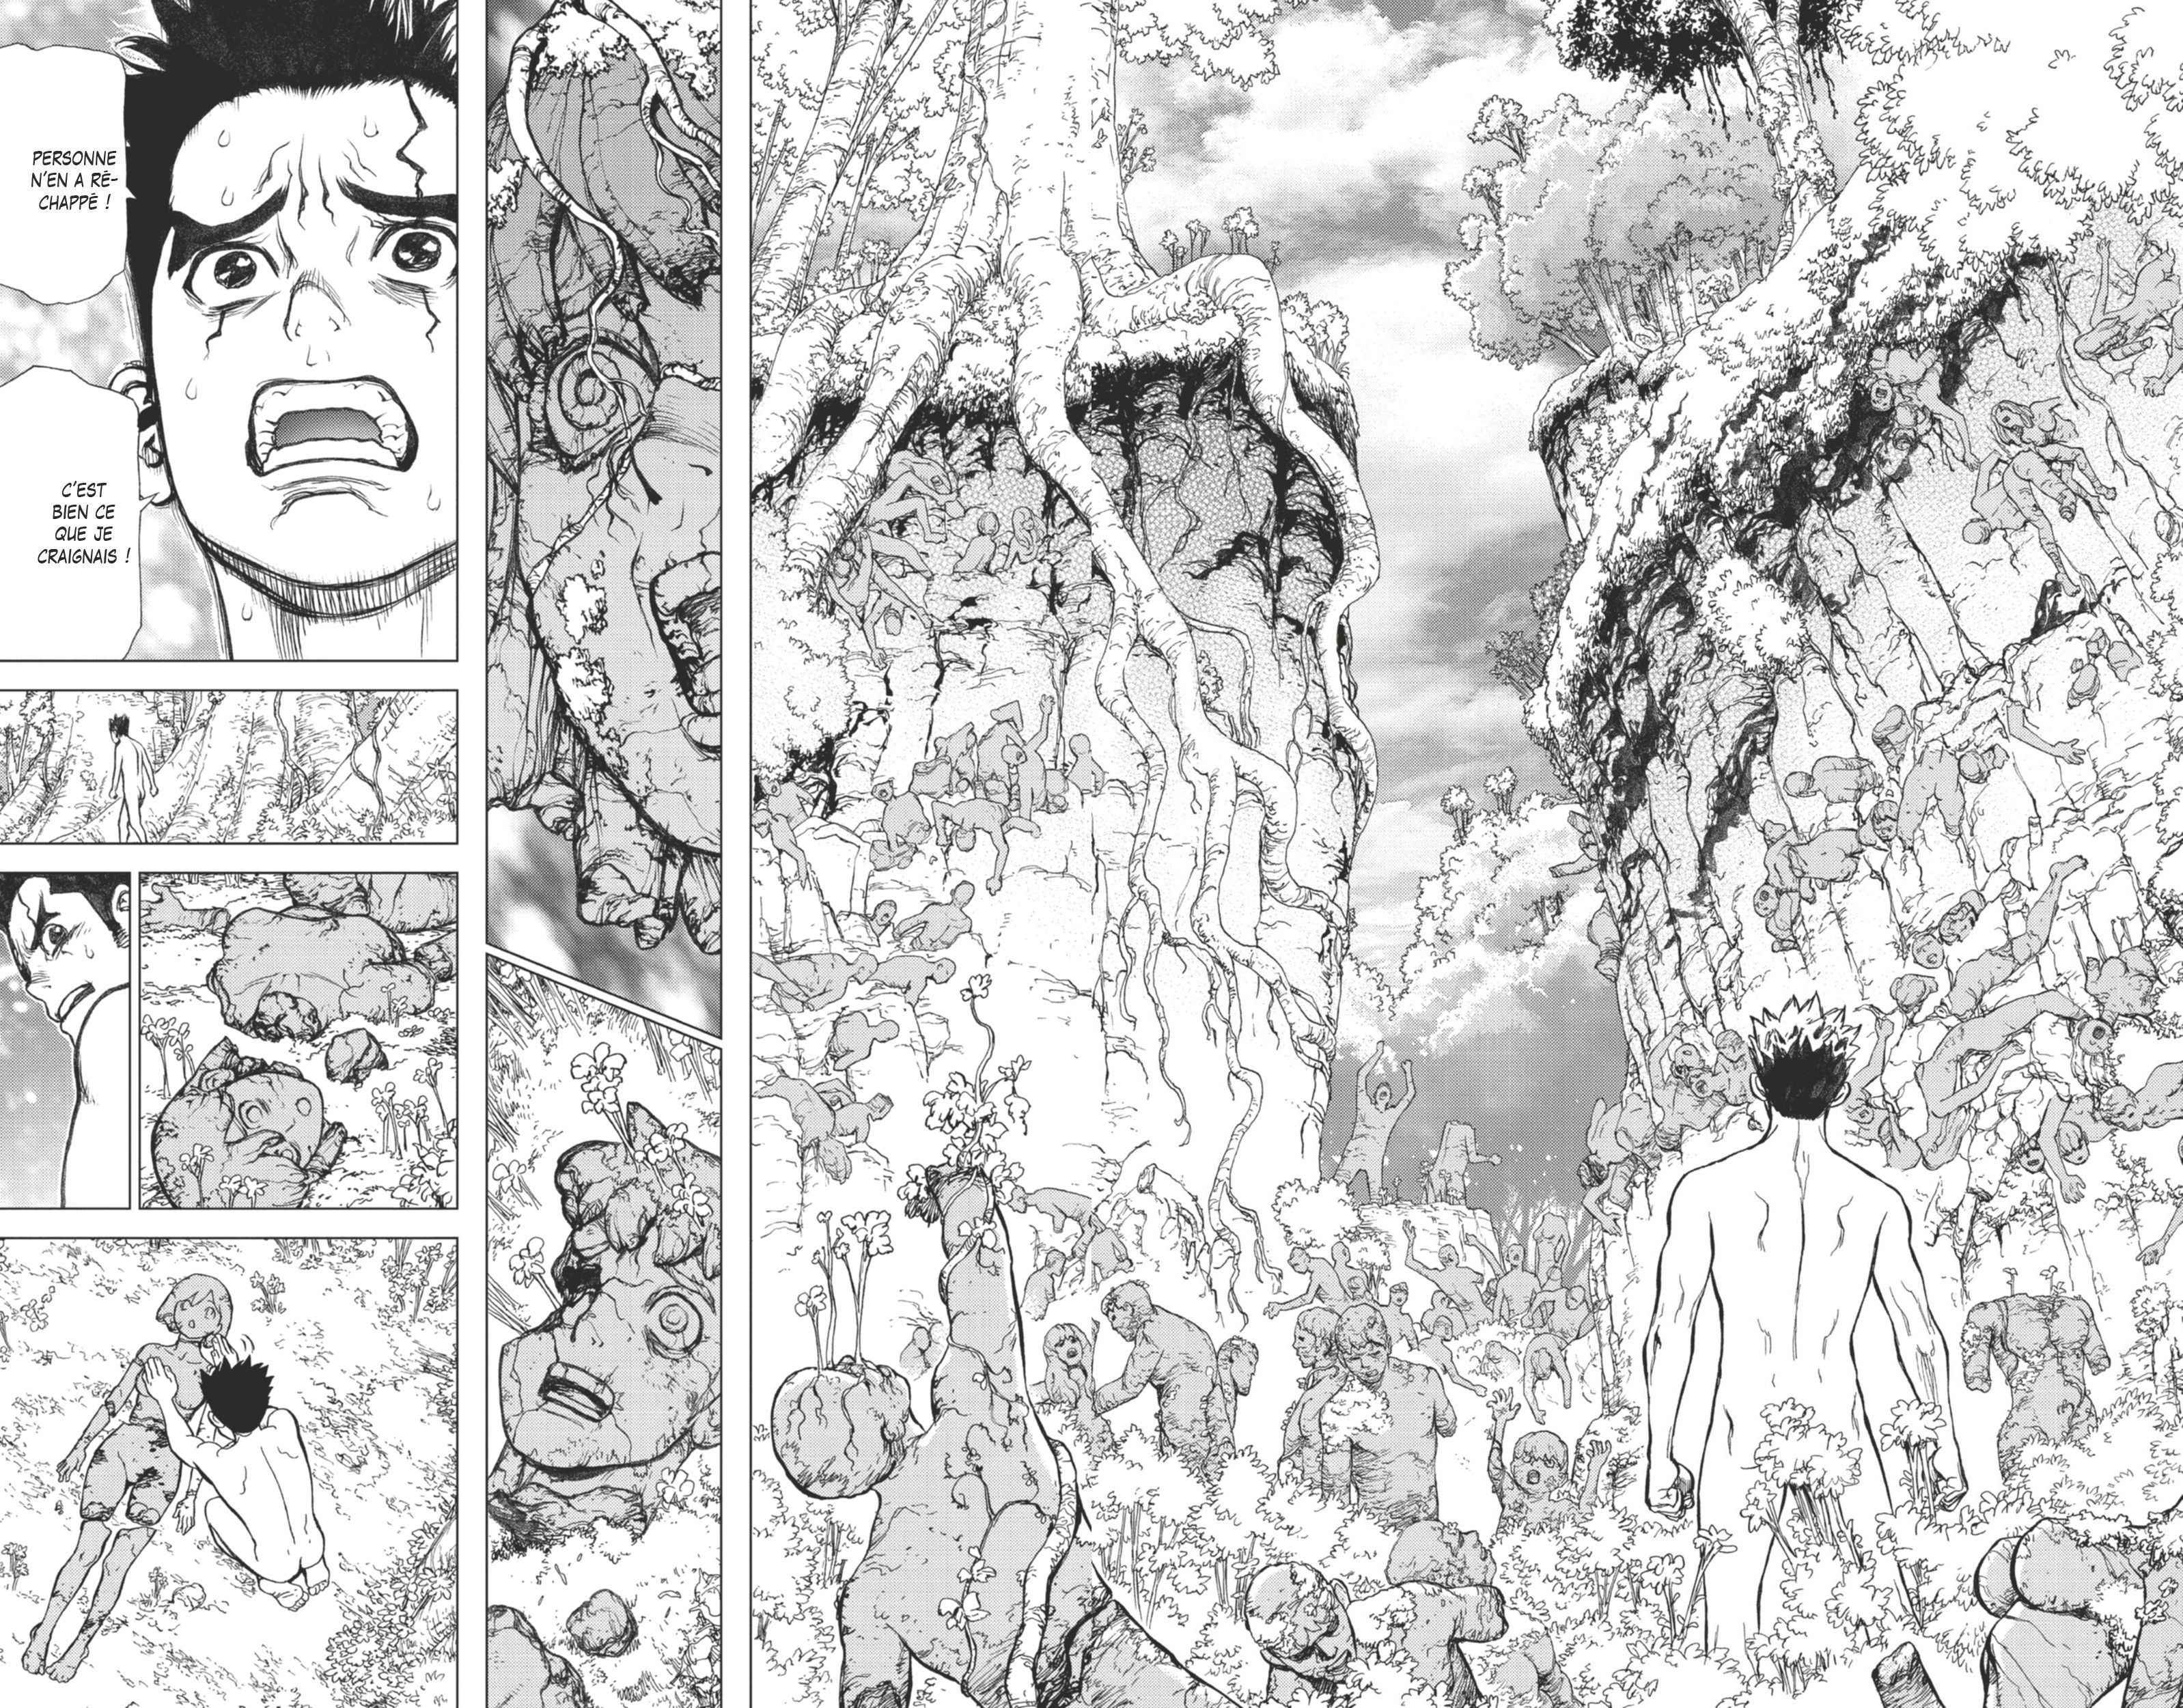 PERSONNE
N'EN A RÉ-
CHAPPÉ !
C'EST
BIEN CE
QUE JE
CRAIGNAIS !